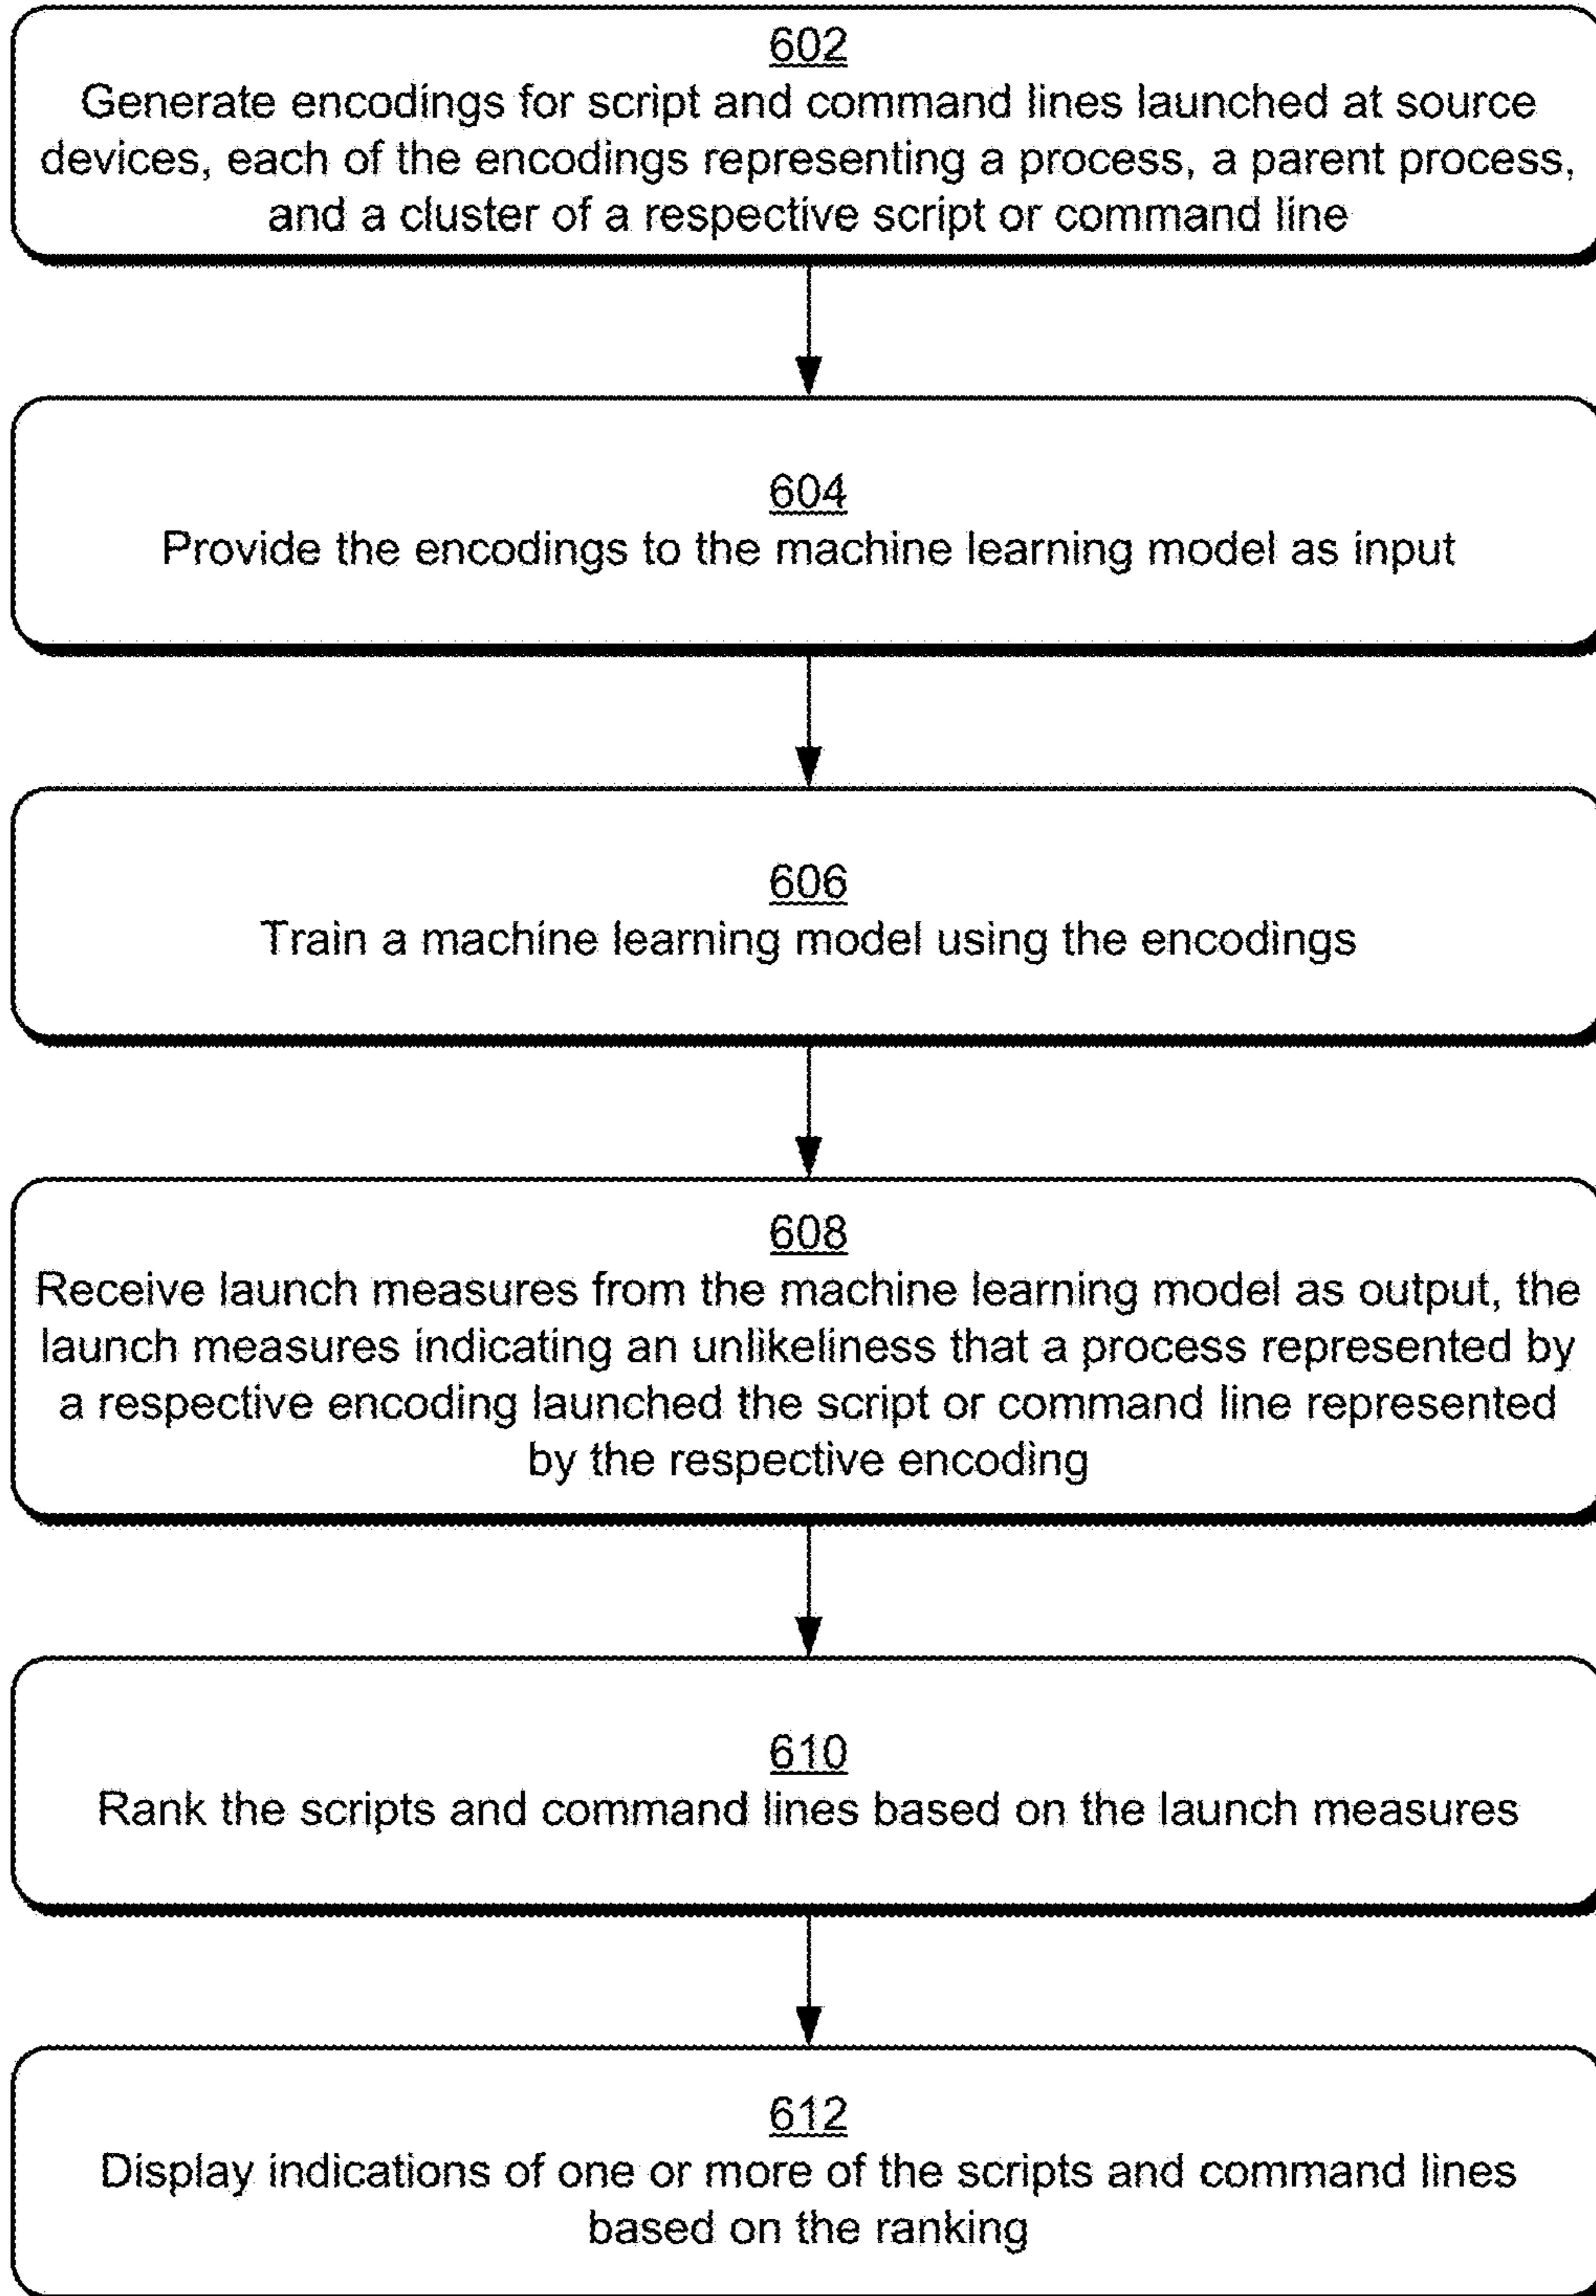 602
Generate encodings for script and command lines launched at source
devices, each of the encodings representing a process, a parent process,
and a cluster of a respective script or command line
604
Provide the encodings to the machine learning model as input
606
Train a machine learning model using the encodings
608
Receive launch measures from the machine learning model as output, the
launch measures indicating an unlikeliness that a process represented by
a respective encoding launched the script or command line represented
by the respective encoding
610
Rank the scripts and command lines based on the launch measures
612
Display indications of one or more of the scripts and command lines
based on the ranking